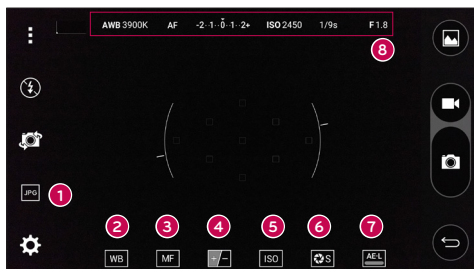 AWB 3900K AF -2··1··0··1··2+ ISO 2450 1/9s F 1.8
8
JPG 1
2 3 4 5 6 7
WB MF +/- ISO S AE-L